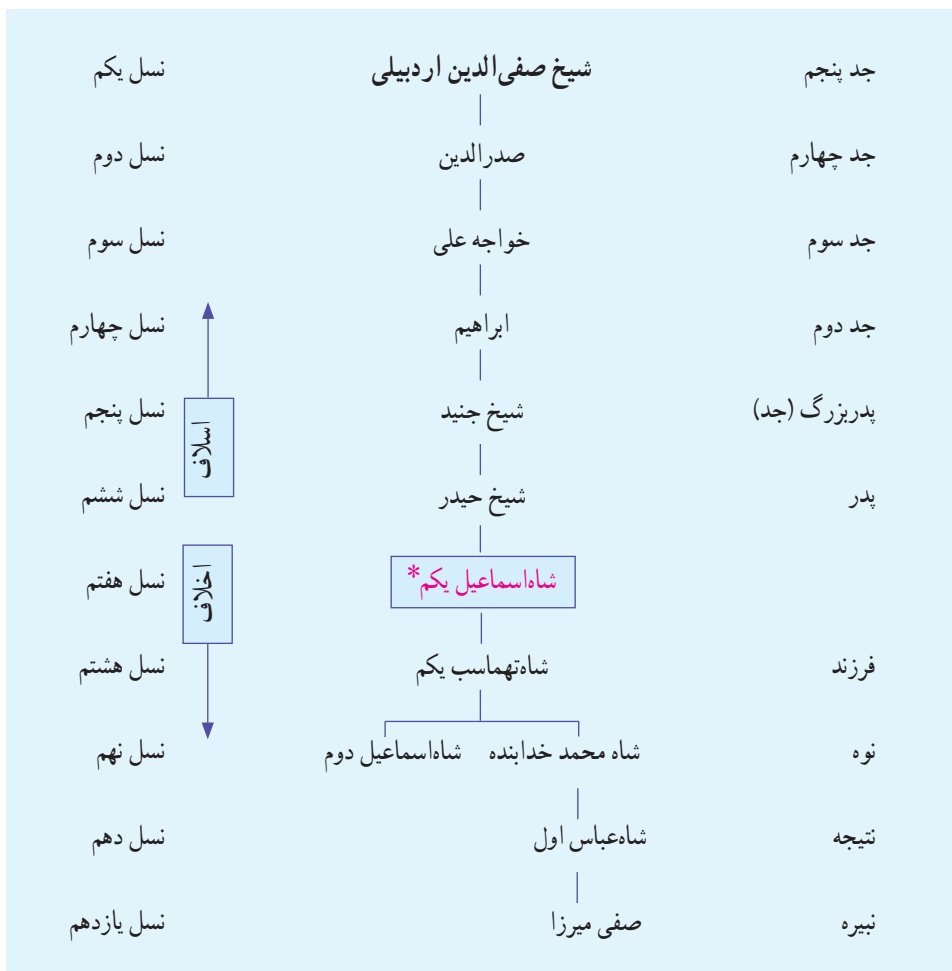 جد پنجم شیخ صفی‌الدین اردبیلی نسل یکم
جد چهارم صدرالدین نسل دوم
جد سوم خواجه علی نسل سوم
جد دوم ابراهیم نسل چهارم
پدربزرگ (جد) شیخ جنید نسل پنجم
اسلاف
پدر شیخ حیدر نسل ششم
شاه‌اسماعیل یکم* نسل هفتم
اخلاف
فرزند شاه‌تهماسب یکم نسل هشتم
نوه شاه محمد خدابنده شاه‌اسماعیل دوم نسل نهم
نتیجه شاه‌عباس اول نسل دهم
نبیره صفی میرزا نسل یازدهم